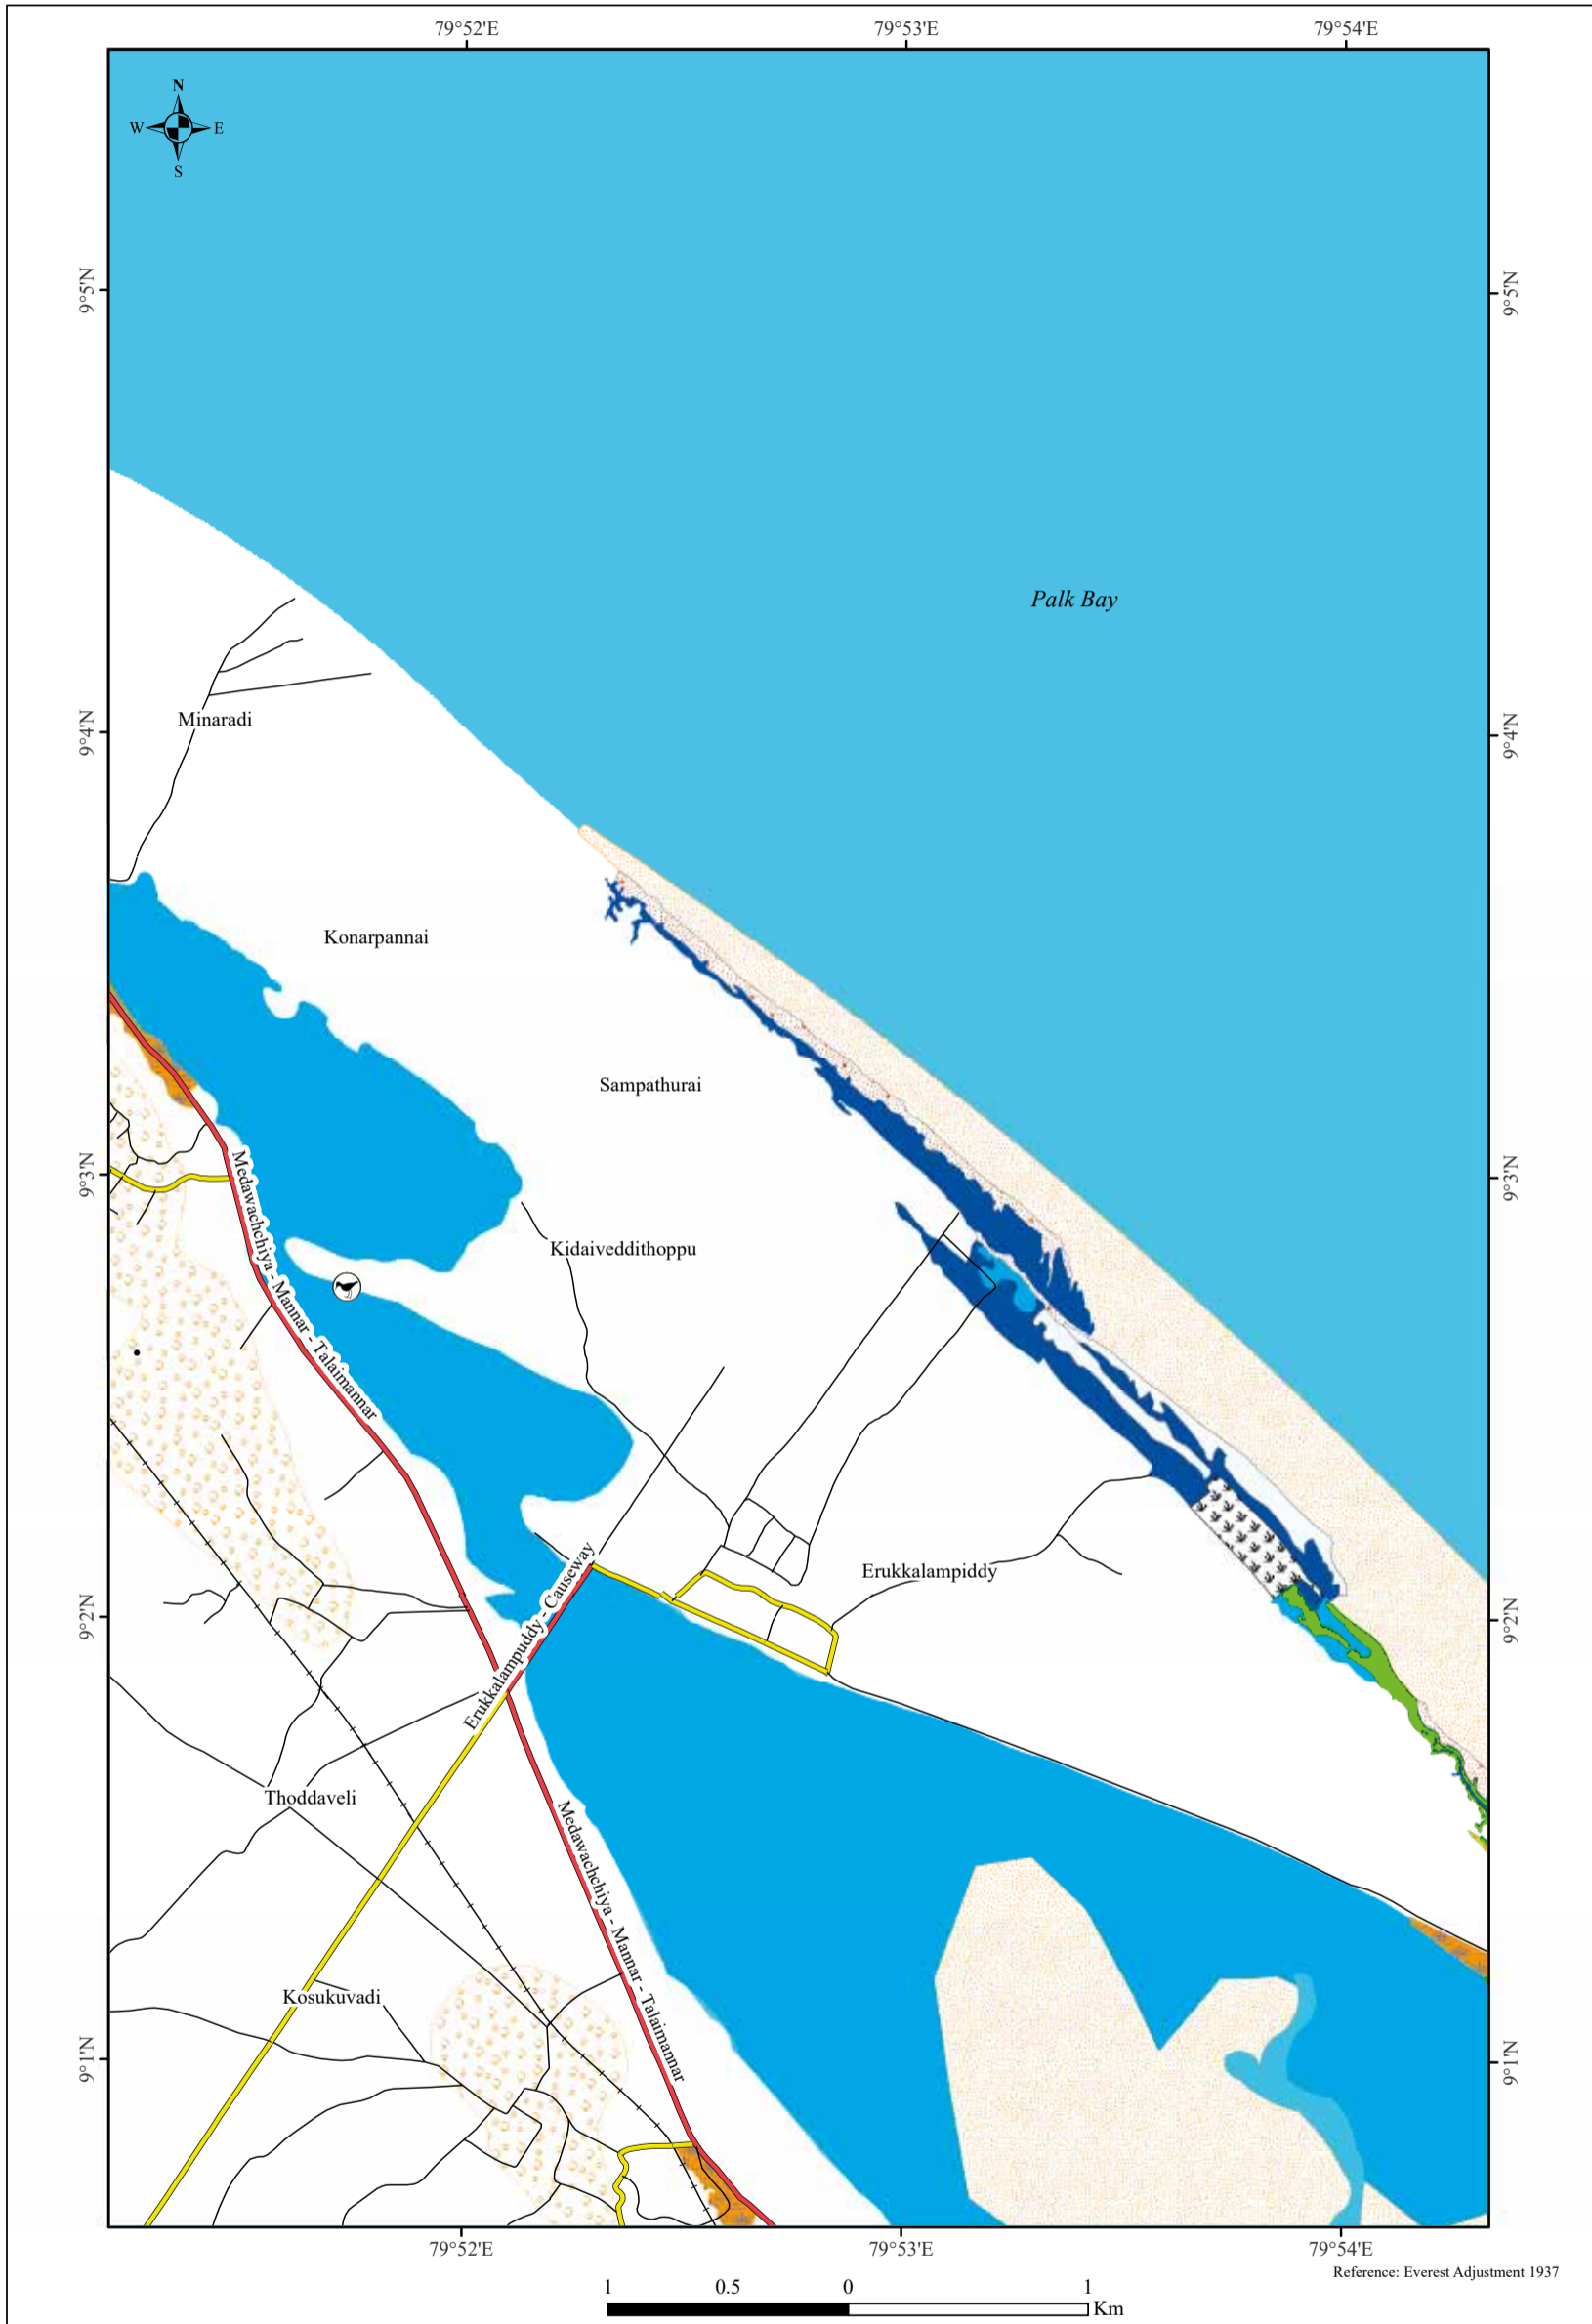 79°52'E
79°53'E
79°54'E
N
W
E
S
9°5'N
9°5'N
Palk Bay
Minaradi
9°4'N
9°4'N
Konarpannai
Sampathurai
9°3'N
9°3'N
Medawachchiya - Mannar - Talaimannar
Kidaiveddithoppu
Erukkalampiddy
Erukkalampuddy - Causeway
9°2'N
9°2'N
Thoddaveli
Medawachchiya - Mannar - Talaimannar
Kosukuvadi
9°1'N
9°1'N
79°52'E
79°53'E
79°54'E
Reference: Everest Adjustment 1937
1
0.5
0
1
Km